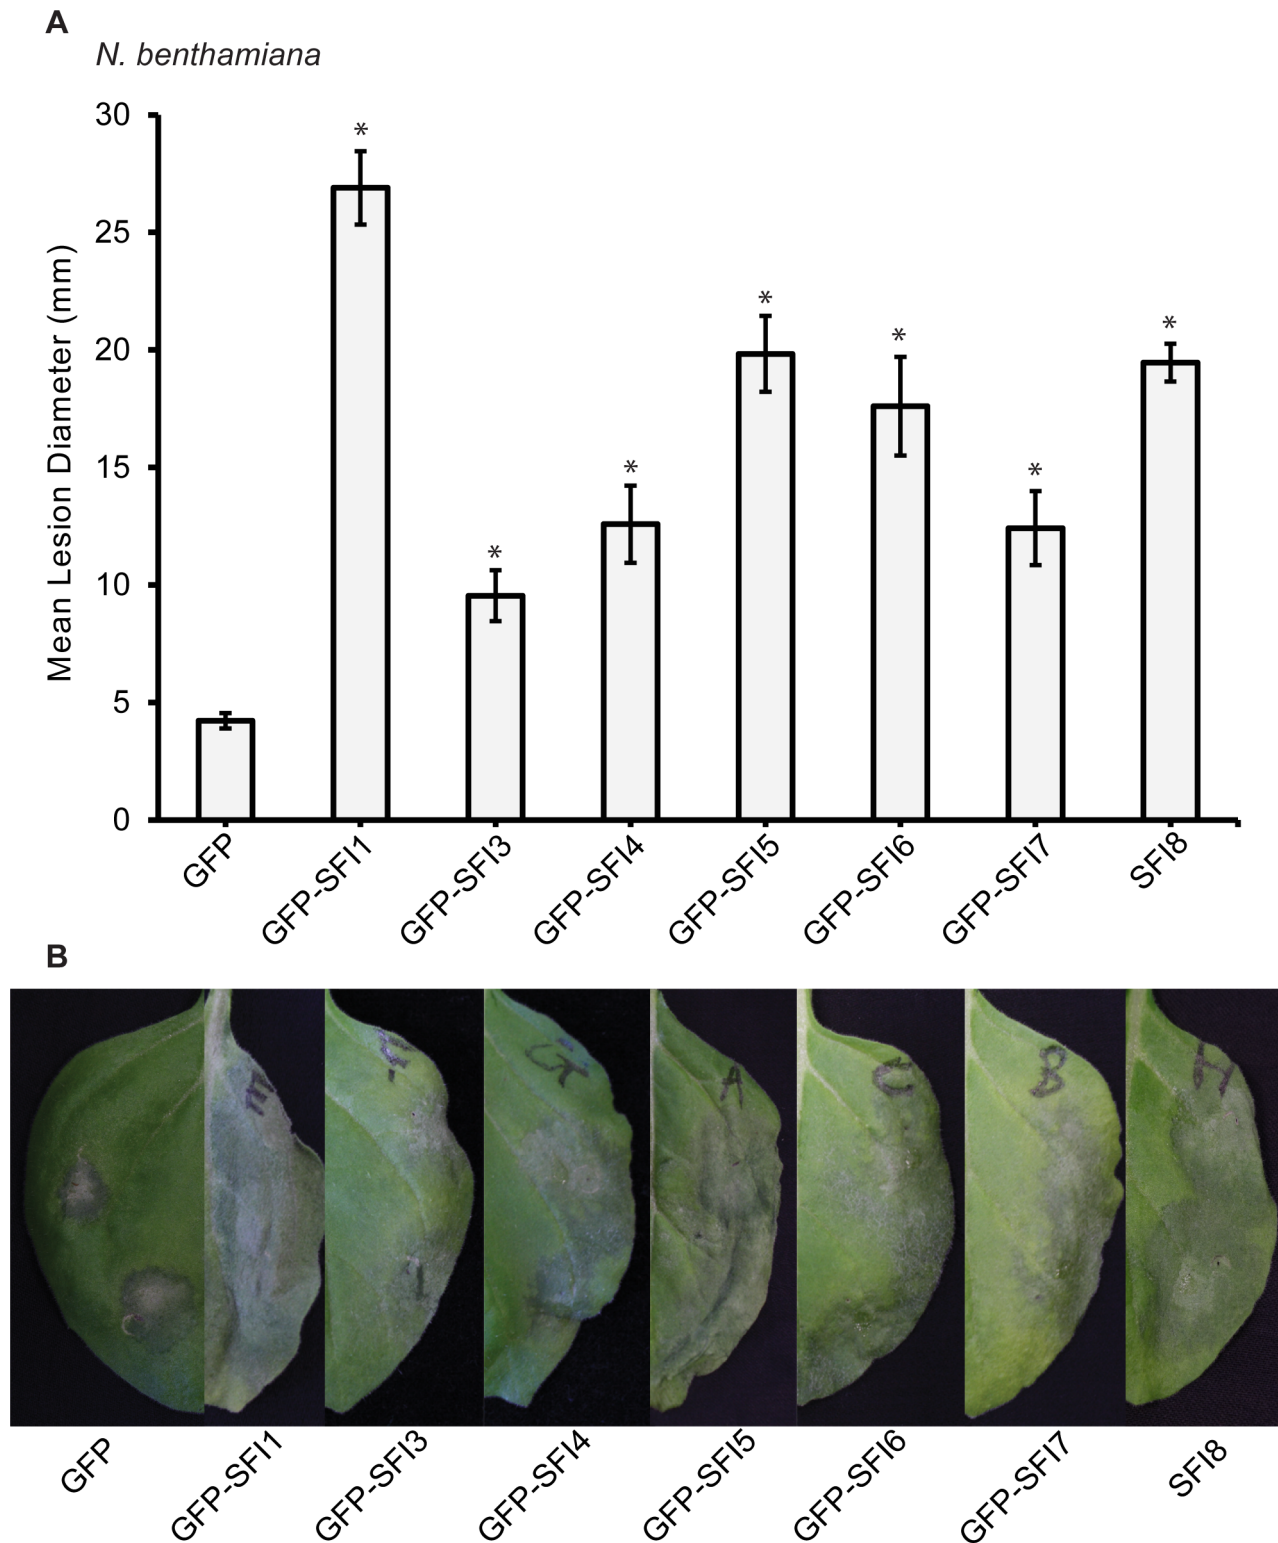 A
N. benthamiana
Mean Lesion Diameter (mm)
30
25
20
15
10
5
0
*
*
*
*
*
*
*
GFP
GFP-SFI1
GFP-SFI3
GFP-SFI4
GFP-SFI5
GFP-SFI6
GFP-SFI7
SFI8
B
E
F
G
A
C
B
H
GFP
GFP-SFI1
GFP-SFI3
GFP-SFI4
GFP-SFI5
GFP-SFI6
GFP-SFI7
SFI8